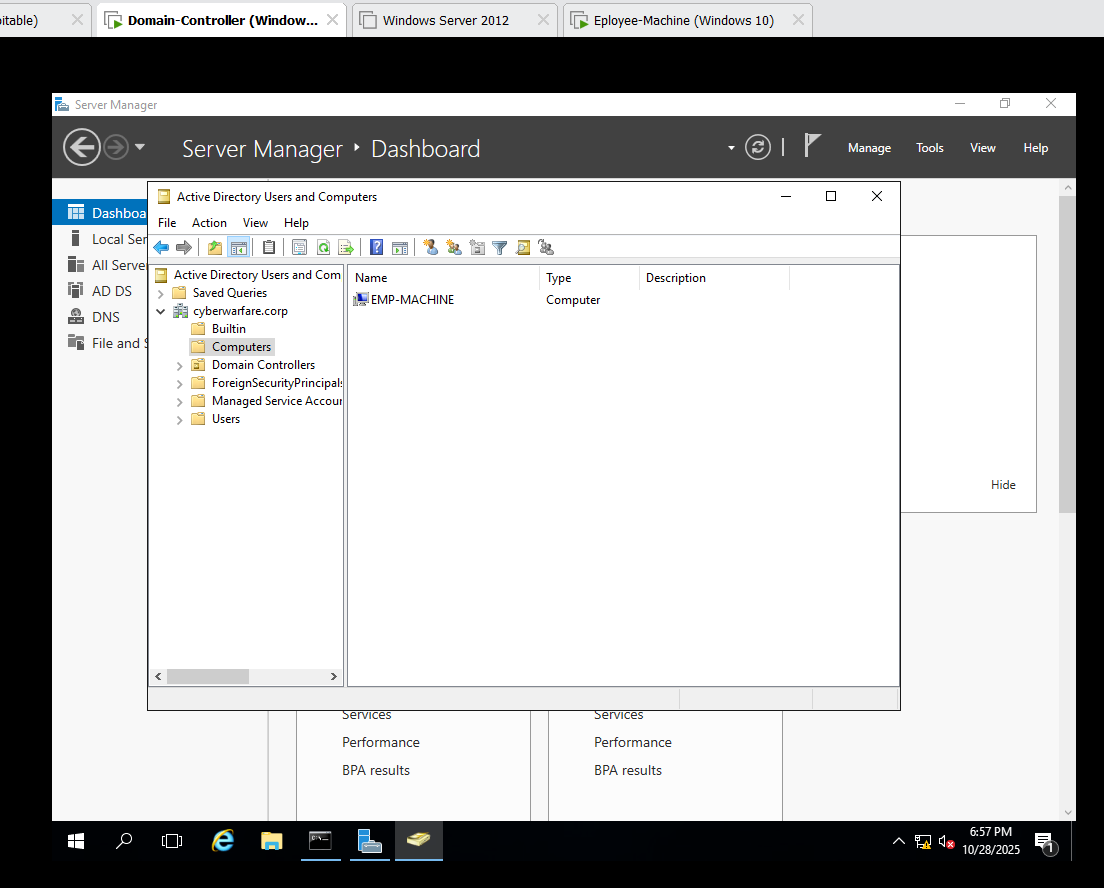 oitable)
Domain-Controller (Window...
Windows Server 2012
Eployee-Machine (Windows 10)
Server Manager
Server Manager
Dashboard
Manage
Tools
View
Help
Dashboa
Local Ser
All Serve
AD DS
DNS
File and S
Active Directory Users and Computers
File
Action
View
Help
Active Directory Users and Com
Saved Queries
cyberwarfare.corp
Builtin
Computers
Domain Controllers
ForeignSecurityPrincipals
Managed Service Accour
Users
Name
Type
Description
EMP-MACHINE
Computer
Hide
Services
Performance
BPA results
Services
Performance
BPA results
6:57 PM
10/28/2025
1